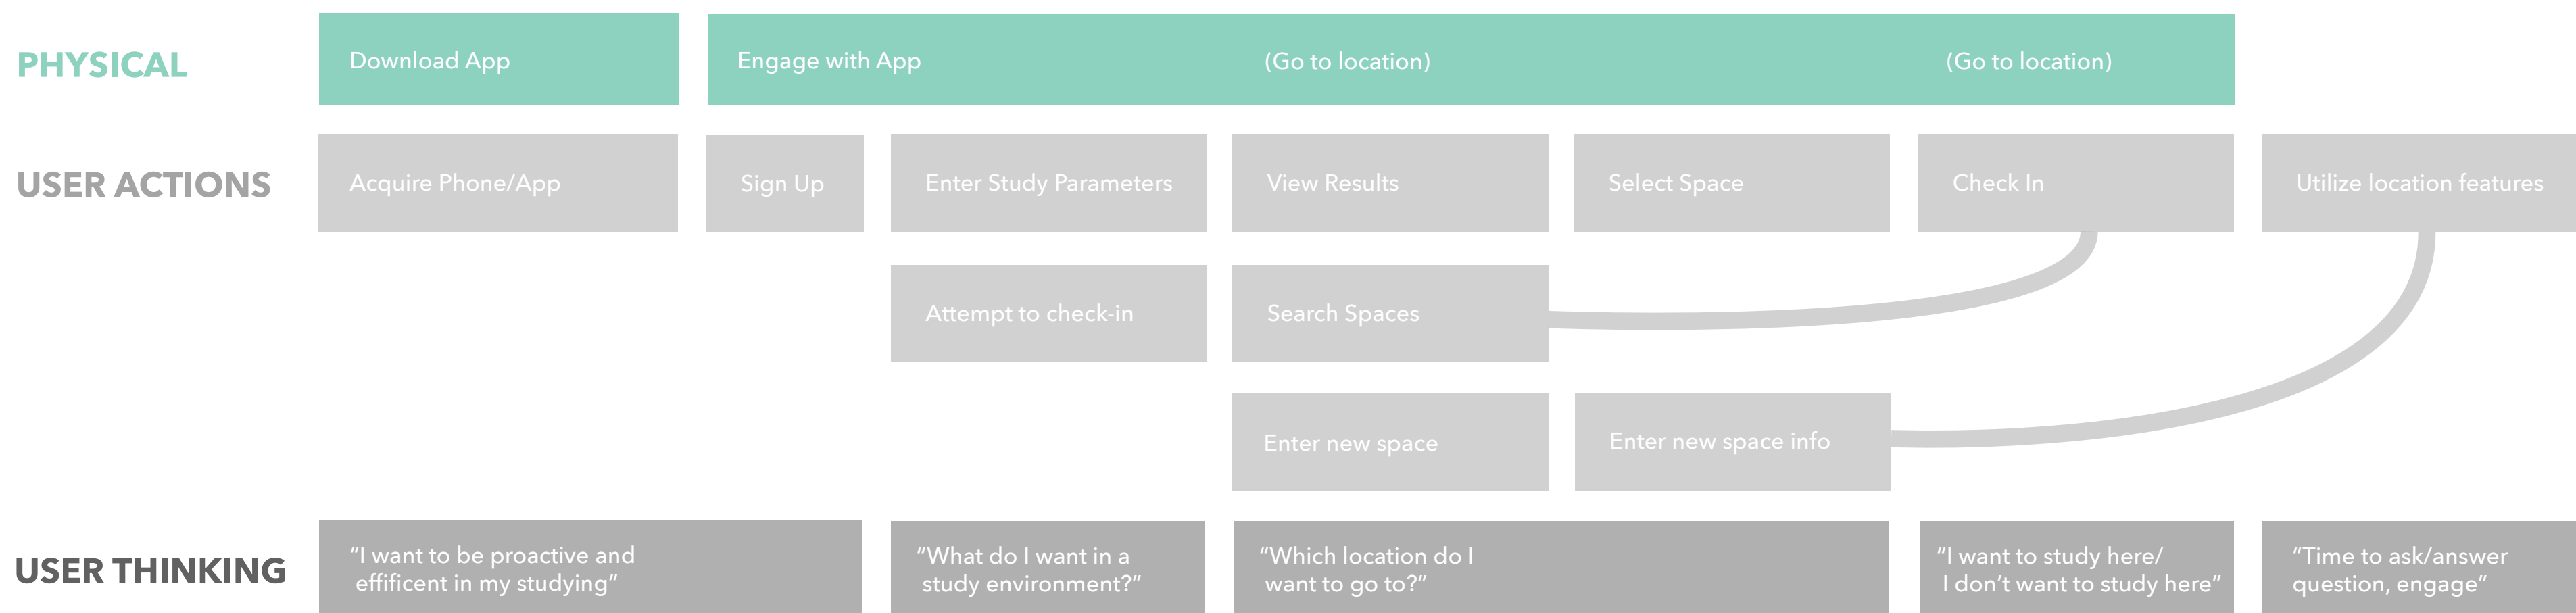 PHYSICAL
Download App
Engage with App
(Go to location)
(Go to location)
USER ACTIONS
Acquire Phone/App
Sign Up
Enter Study Parameters
View Results
Select Space
Check In
Utilize location features
Attempt to check-in
Search Spaces
Enter new space
Enter new space info
USER THINKING
“I want to be proactive and
effificent in my studying”
“What do I want in a
study environment?”
“Which location do I
want to go to?”
“I want to study here/
I don’t want to study here”
“Time to ask/answer
question, engage”